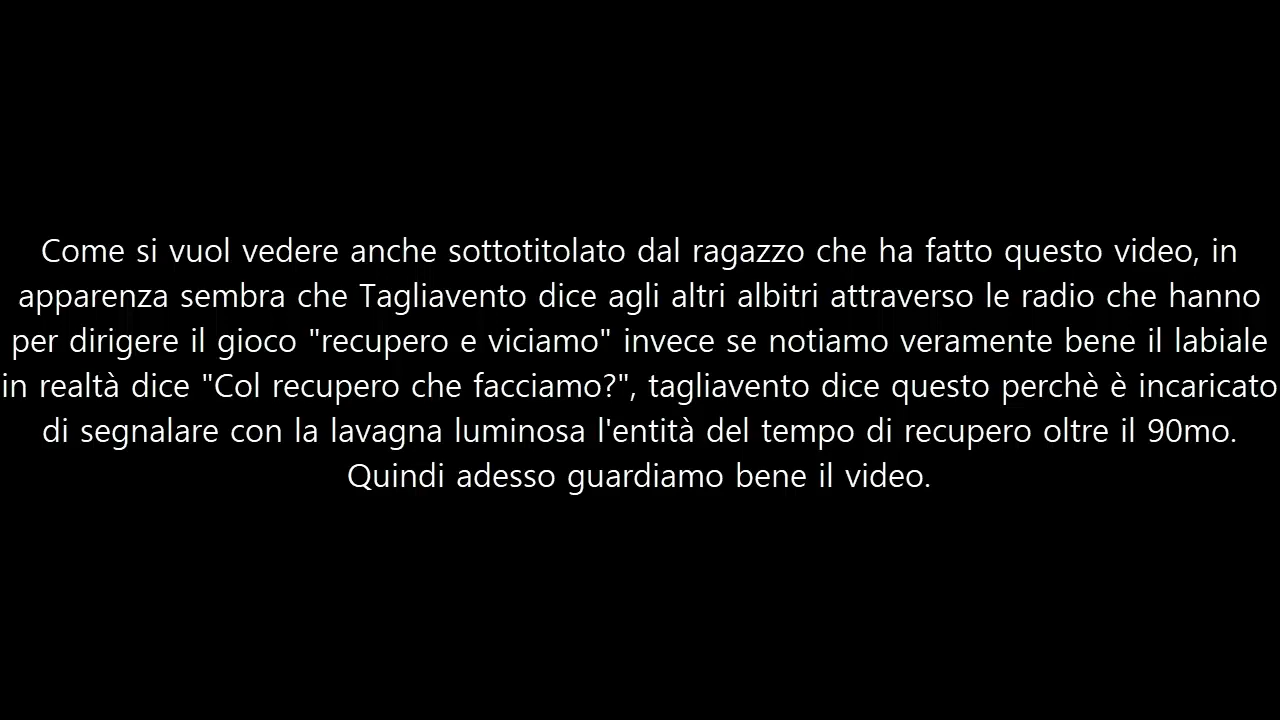 Come si vuol vedere anche sottotitolato dal ragazzo che ha fatto questo video, in
apparenza sembra che Tagliavento dice agli altri albitri attraverso le radio che hanno
per dirigere il gioco "recupero e viciamo" invece se notiamo veramente bene il labiale
in realtà dice "Col recupero che facciamo?", tagliavento dice questo perchè è incaricato
di segnalare con la lavagna luminosa l'entità del tempo di recupero oltre il 90mo.
Quindi adesso guardiamo bene il video.